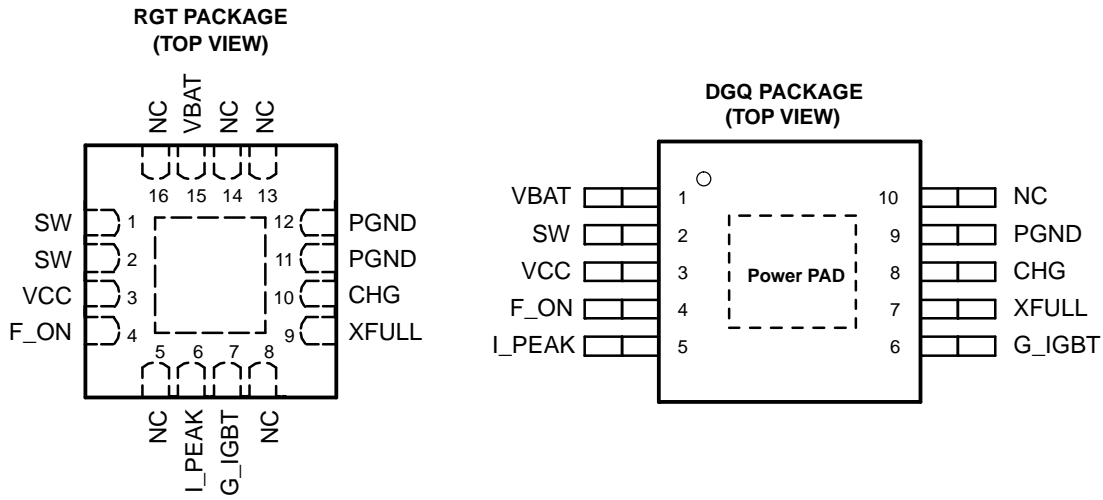 RGT PACKAGE
(TOP VIEW)
NC
VBAT
NC
NC
16 15 14 13
SW 1
SW 2
VCC 3
F_ON 4
12 PGND
11 PGND
10 CHG
9 XFULL
5 6 7 8
NC
I_PEAK
G_IGBT
NC
DGQ PACKAGE
(TOP VIEW)
VBAT 1
SW 2
VCC 3
F_ON 4
I_PEAK 5
Power PAD
10 NC
9 PGND
8 CHG
7 XFULL
6 G_IGBT